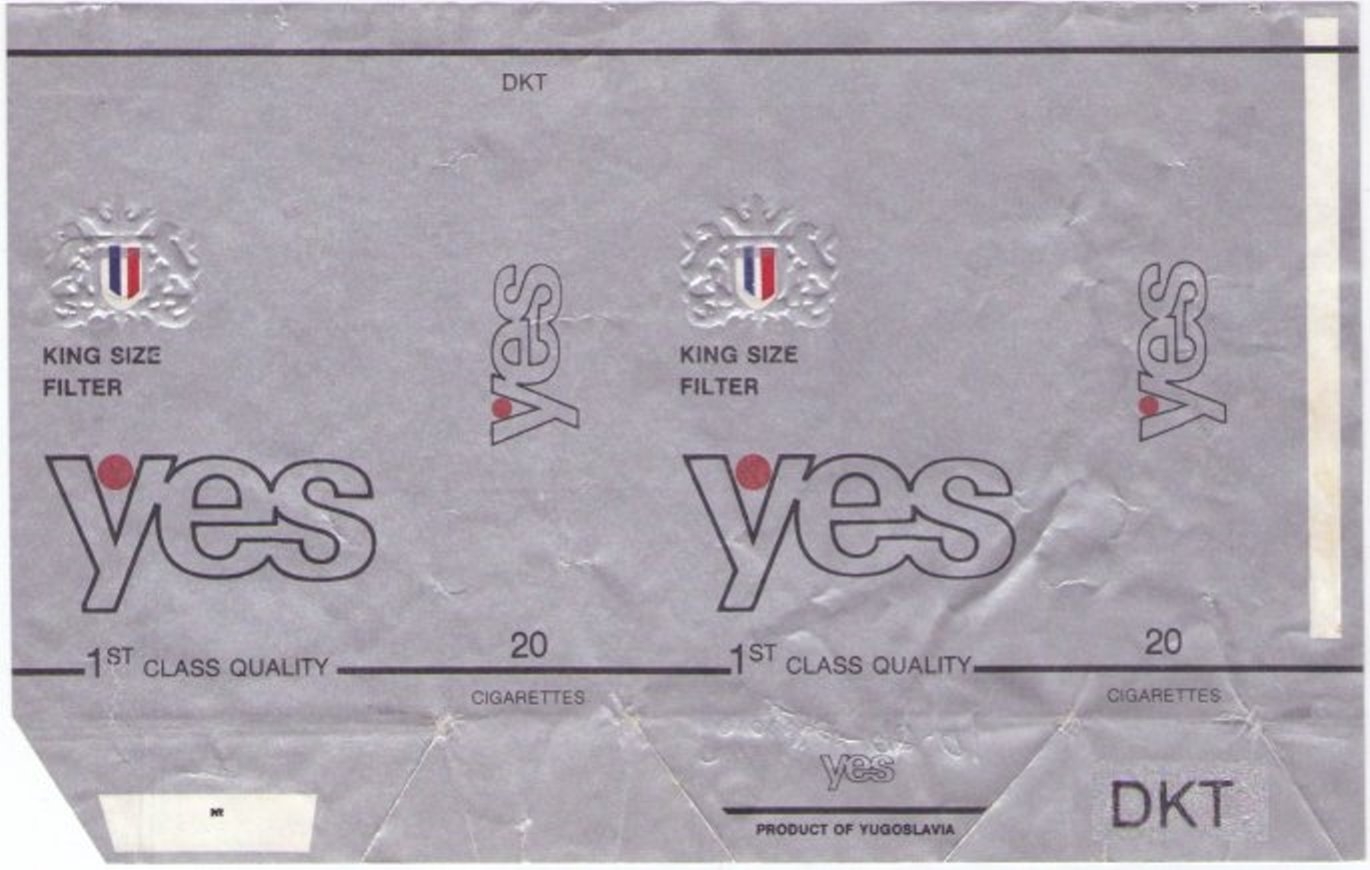 DKT
KING SIZE
FILTER
yes
1ST CLASS QUALITY
yes
20
CIGARETTES
KING SIZE
FILTER
yes
1ST CLASS QUALITY
yes
20
CIGARETTES
yes
PRODUCT OF YUGOSLAVIA
DKT